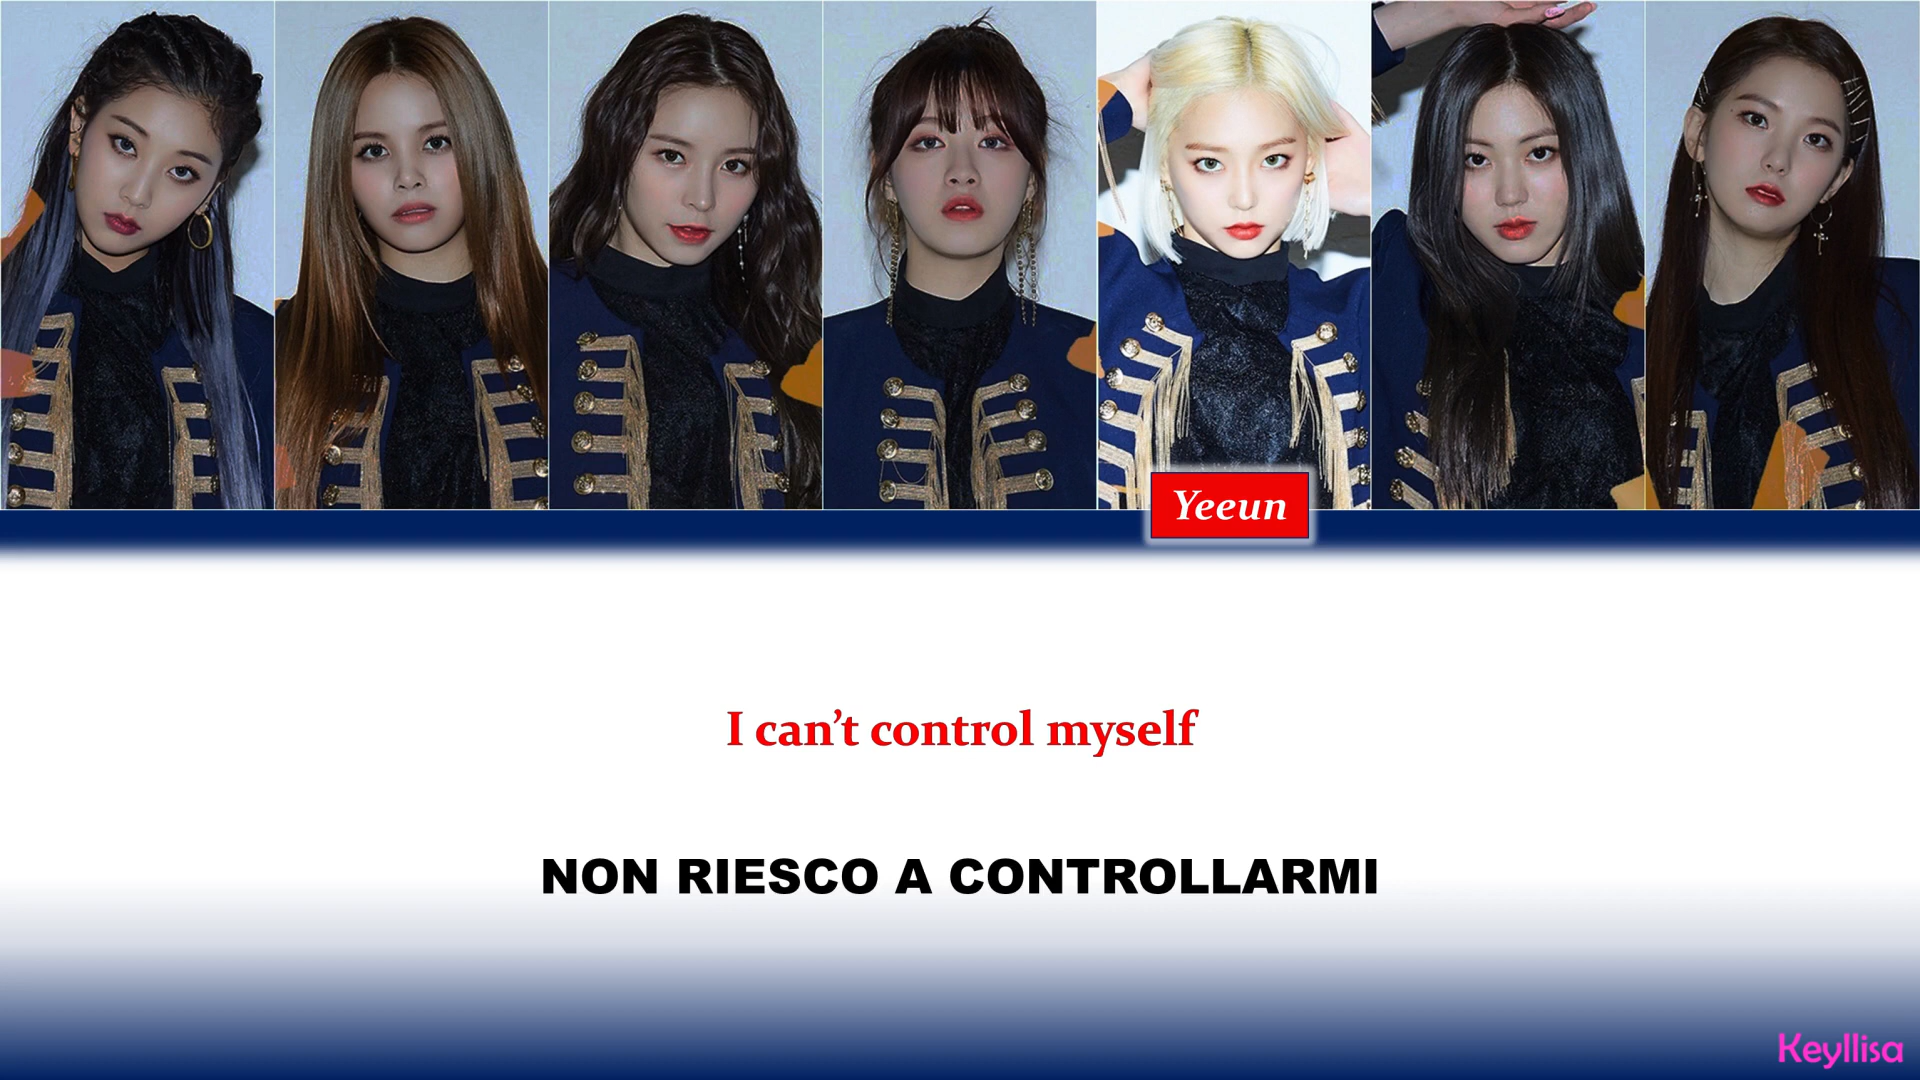 Yeeun
I can’t control myself
NON RIESCO A CONTROLLARMI
Keyllisa